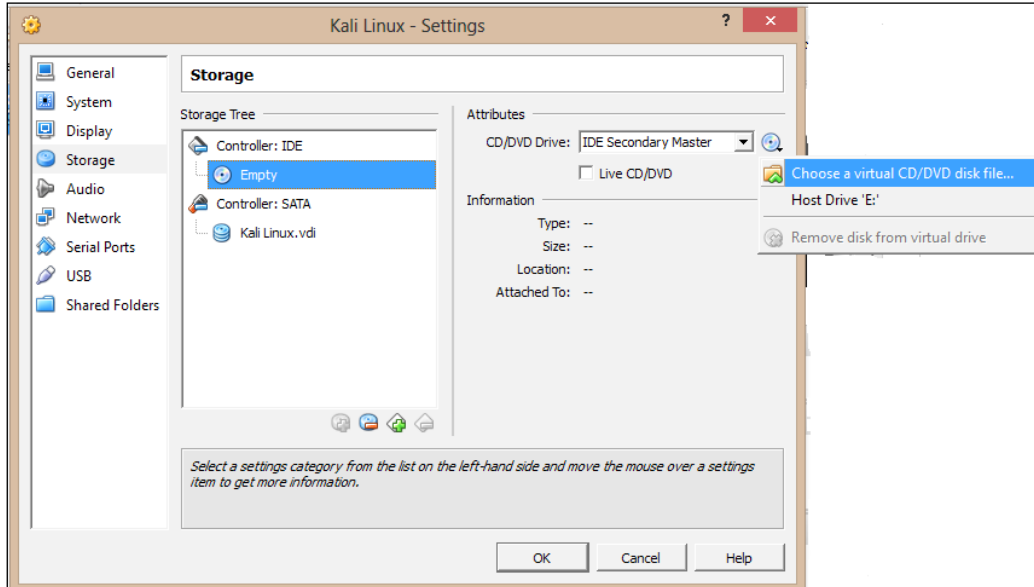 Kali Linux - Settings
?
×
General
System
Display
Storage
Audio
Network
Serial Ports
USB
Shared Folders
Storage
Storage Tree
Controller: IDE
Empty
Controller: SATA
Kali Linux.vdi
Attributes
CD/DVD Drive: IDE Secondary Master
Live CD/DVD
Information
Type: --
Size: --
Location: --
Attached To: --
Choose a virtual CD/DVD disk file...
Host Drive 'E:'
Remove disk from virtual drive
Select a settings category from the list on the left-hand side and move the mouse over a settings
item to get more information.
OK
Cancel
Help